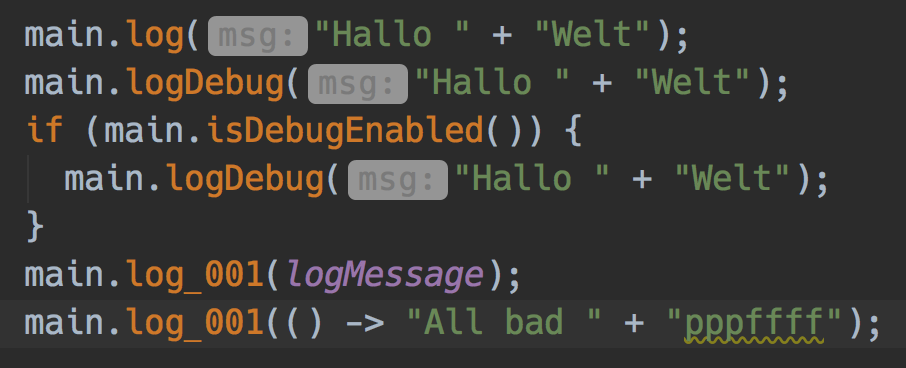 main.log( msg: "Hallo " + "Welt");
main.logDebug( msg: "Hallo " + "Welt");
if (main.isDebugEnabled()) {
main.logDebug( msg: "Hallo " + "Welt");
}
main.log_001(logMessage);
main.log_001(() -> "All bad " + "pppffff");